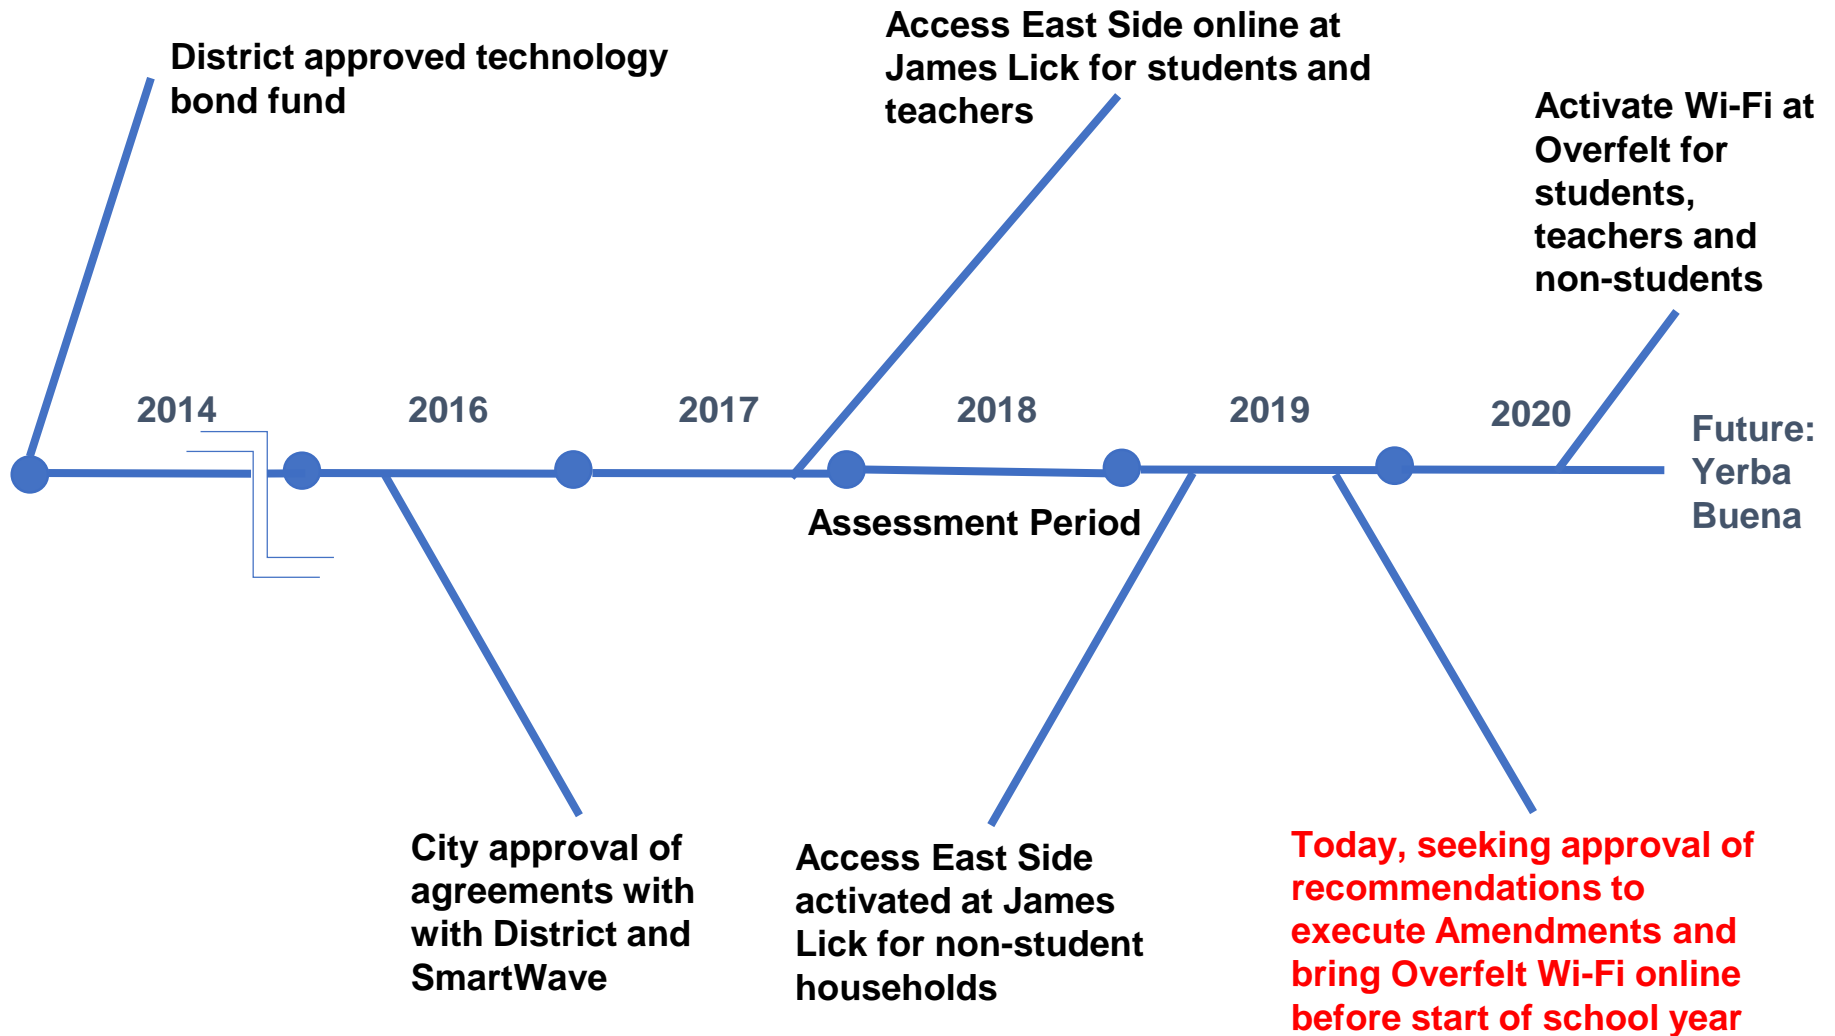 District approved technology
bond fund
Access East Side online at
James Lick for students and
teachers
Activate Wi-Fi at
Overfelt for
students,
teachers and
non-students
2014
2016
2017
2018
2019
2020
Future:
Yerba
Buena
Assessment Period
City approval of
agreements with
with District and
SmartWave
Access East Side
activated at James
Lick for non-student
households
Today, seeking approval of
recommendations to
execute Amendments and
bring Overfelt Wi-Fi online
before start of school year